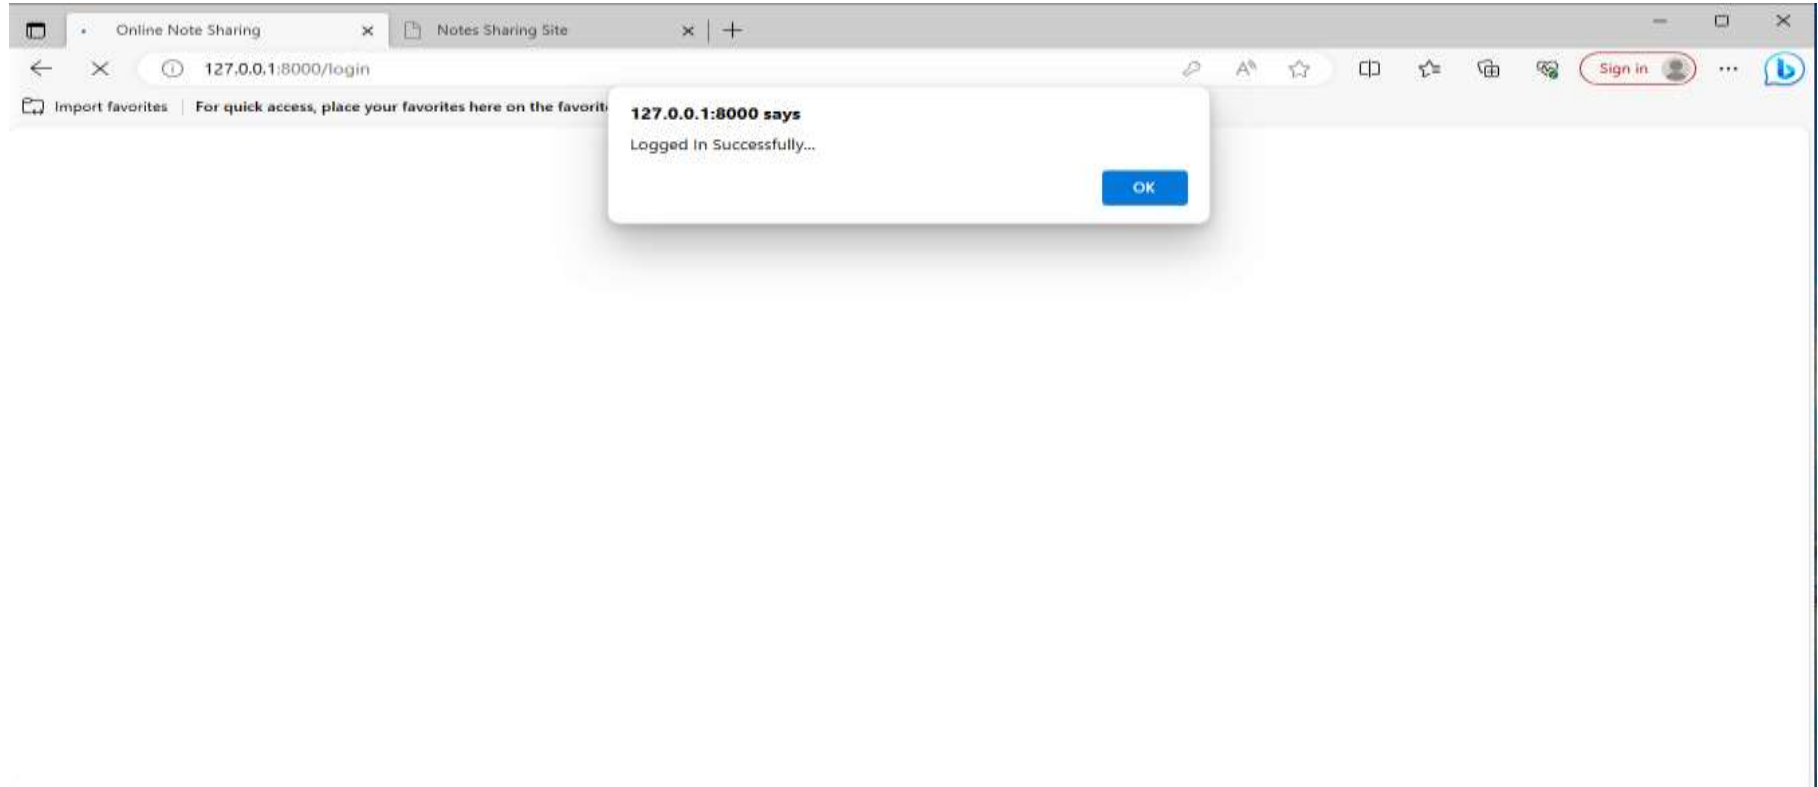 Online Note Sharing
Notes Sharing Site
127.0.0.1:8000/login
A
Sign in
Import favorites
For quick access, place your favorites here on the favorit
127.0.0.1:8000 says
Logged In Successfully...
OK